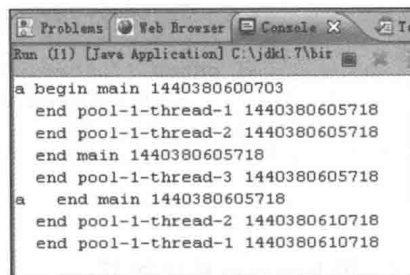 Problems Web Browser Console
Run (11) [Java Application] C:\jdk1.7\bir
a begin main 1440380600703
  end pool-1-thread-1 1440380605718
  end pool-1-thread-2 1440380605718
  end main 1440380605718
  end pool-1-thread-3 1440380605718
a   end main 1440380605718
  end pool-1-thread-2 1440380610718
  end pool-1-thread-1 1440380610718